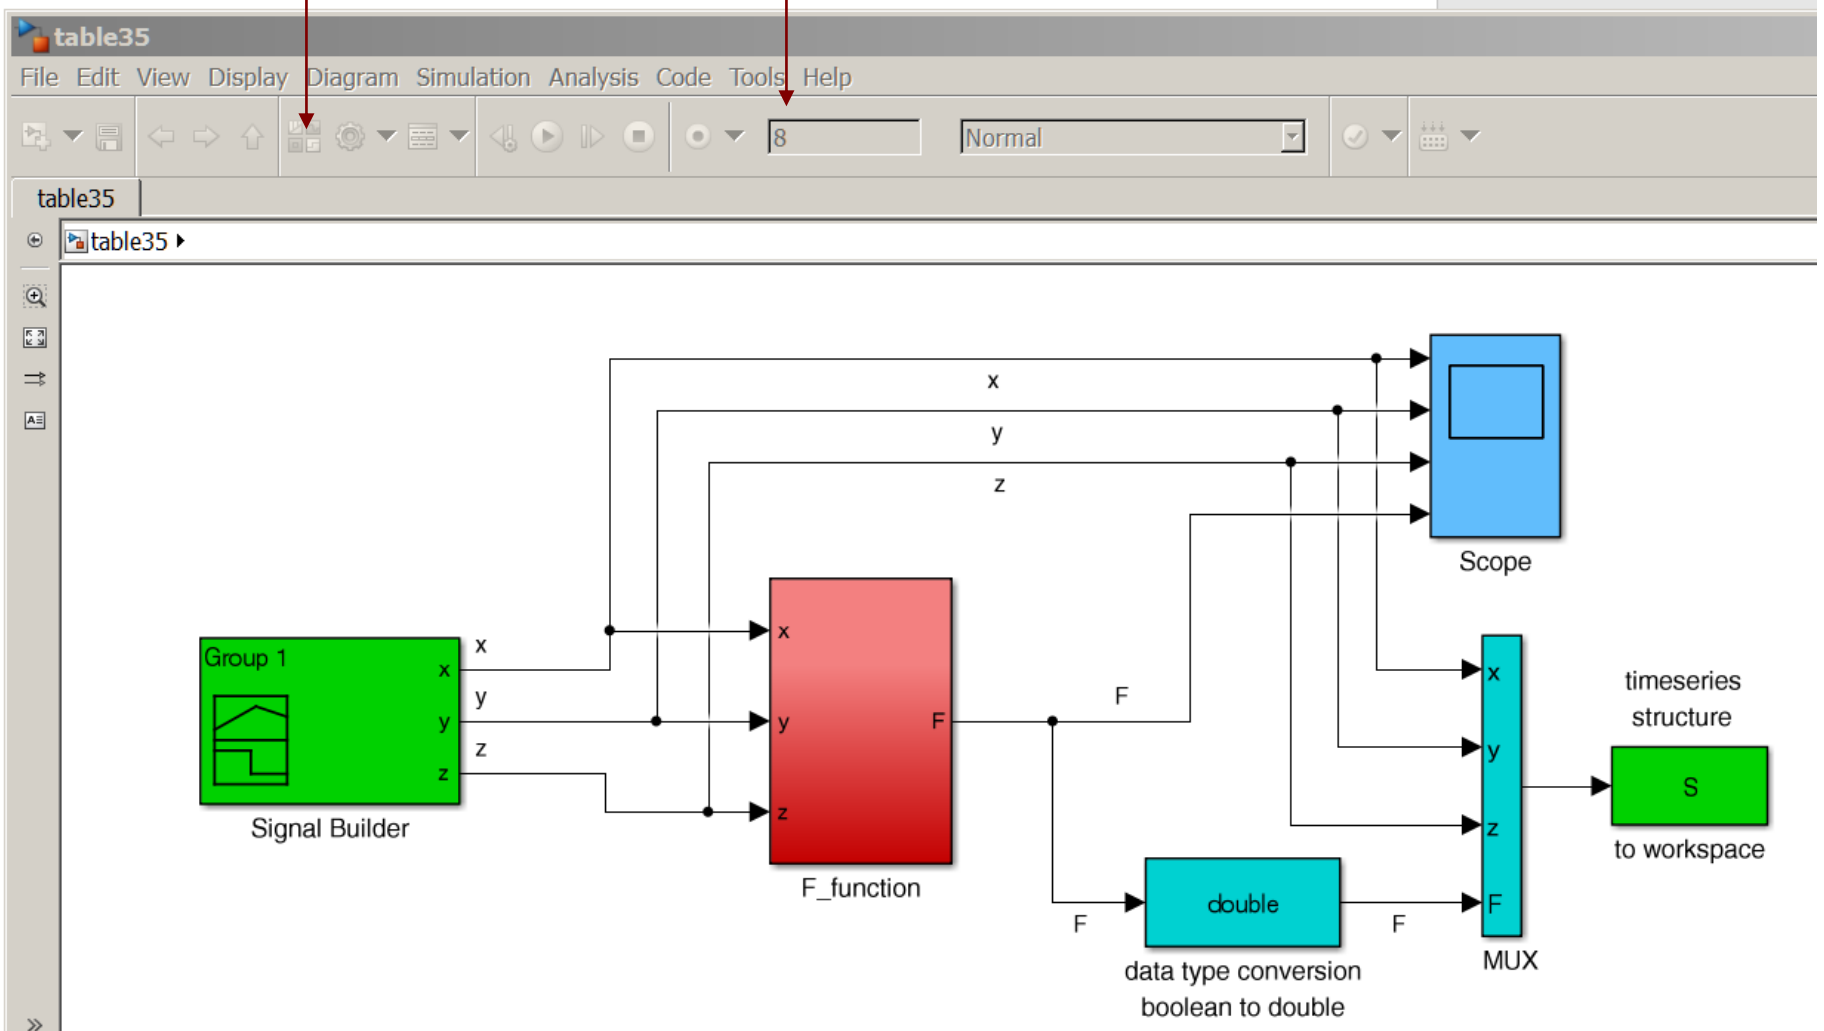 table35
File Edit View Display Diagram Simulation Analysis Code Tools Help
8
Normal
table35
table35
x
y
z
Scope
Group 1
x
y
z
x
y
z
Signal Builder
x
y
z
F
F_function
F
F
double
F
data type conversion
boolean to double
x
y
z
F
MUX
timeseries
structure
S
to workspace